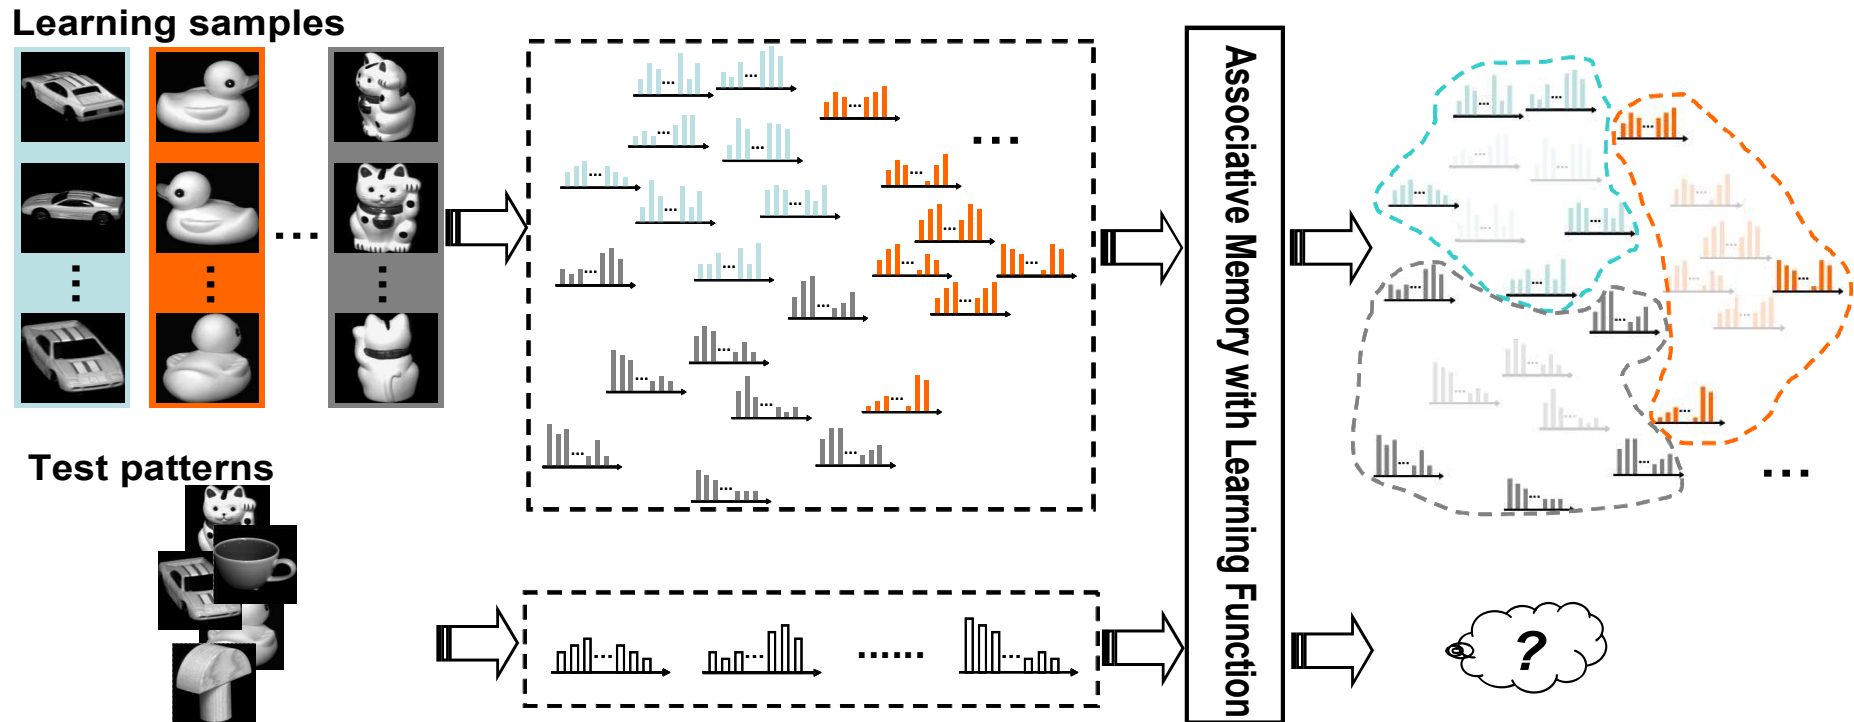 Learning samples
Test patterns
Associative Memory with Learning Function
?